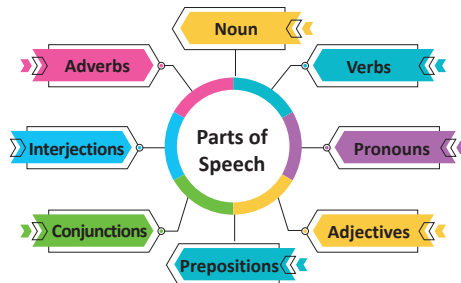 Noun
Adverbs
Verbs
Interjections
Parts of
Speech
Pronouns
Conjunctions
Adjectives
Prepositions